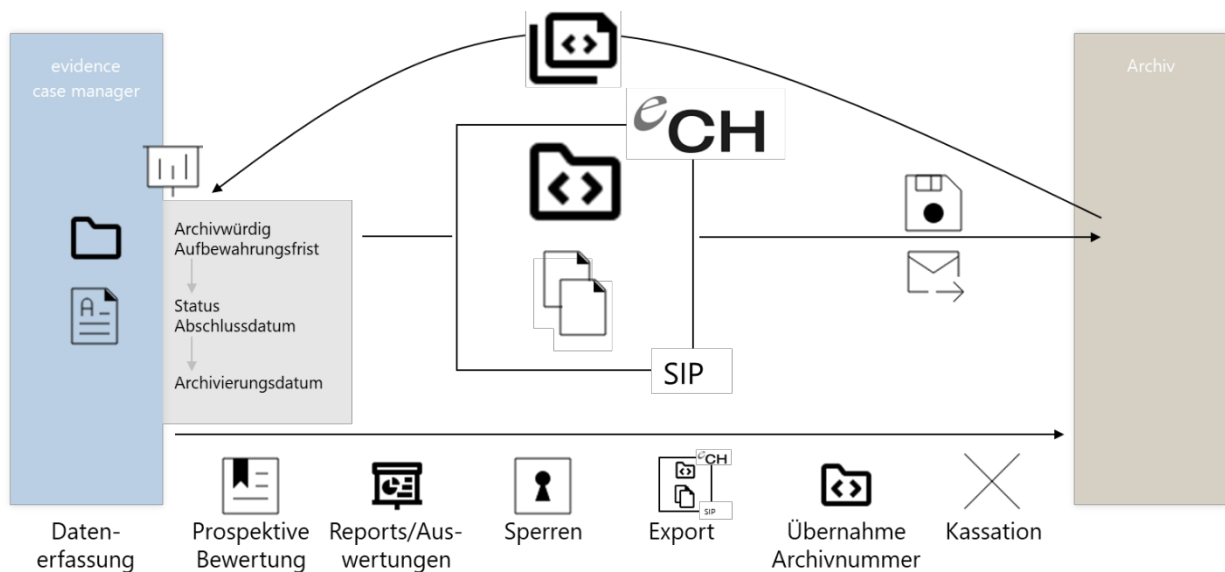 evidence
case manager
Archiv
eCH
Archivwürdig
Aufbewahrungsfrist
Status
Abschlussdatum
Archivierungsdatum
A
SIP
eCH
SIP
Daten-
erfassung
Prospektive
Bewertung
Reports/Aus-
wertungen
Sperren
Export
Übernahme
Archivnummer
Kassation